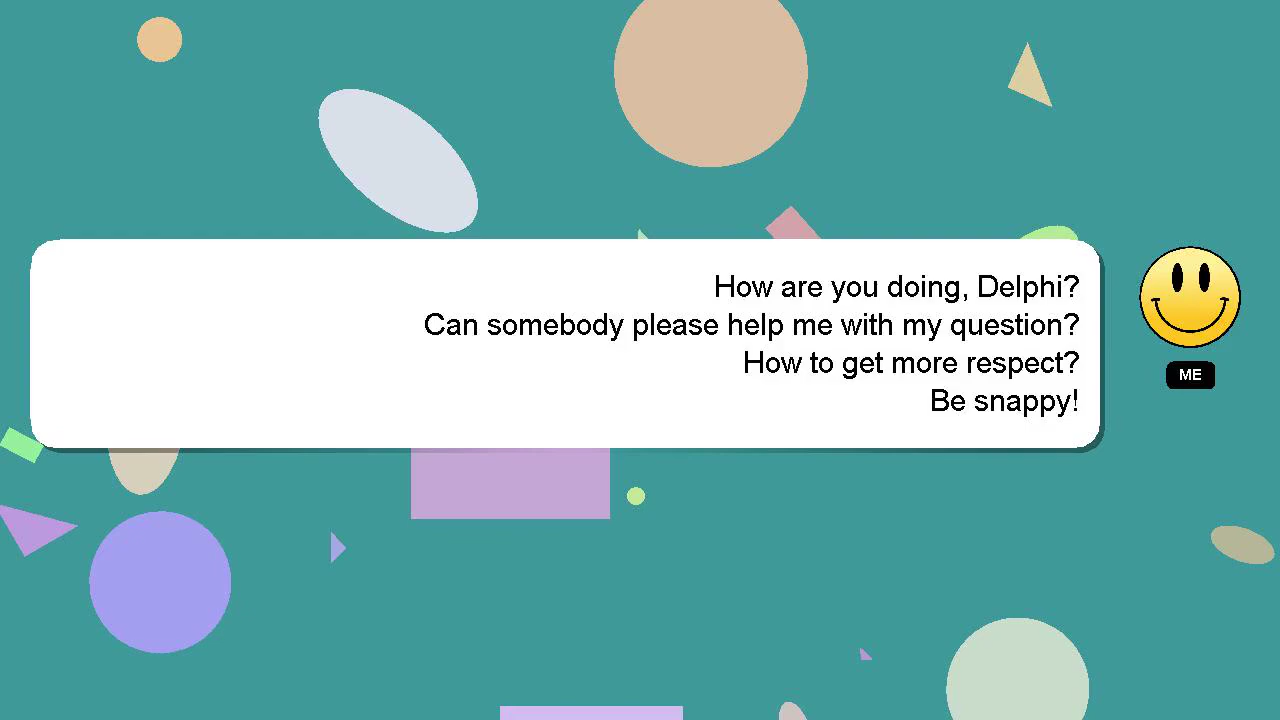 How are you doing, Delphi?
Can somebody please help me with my question?
How to get more respect?
Be snappy!
ME